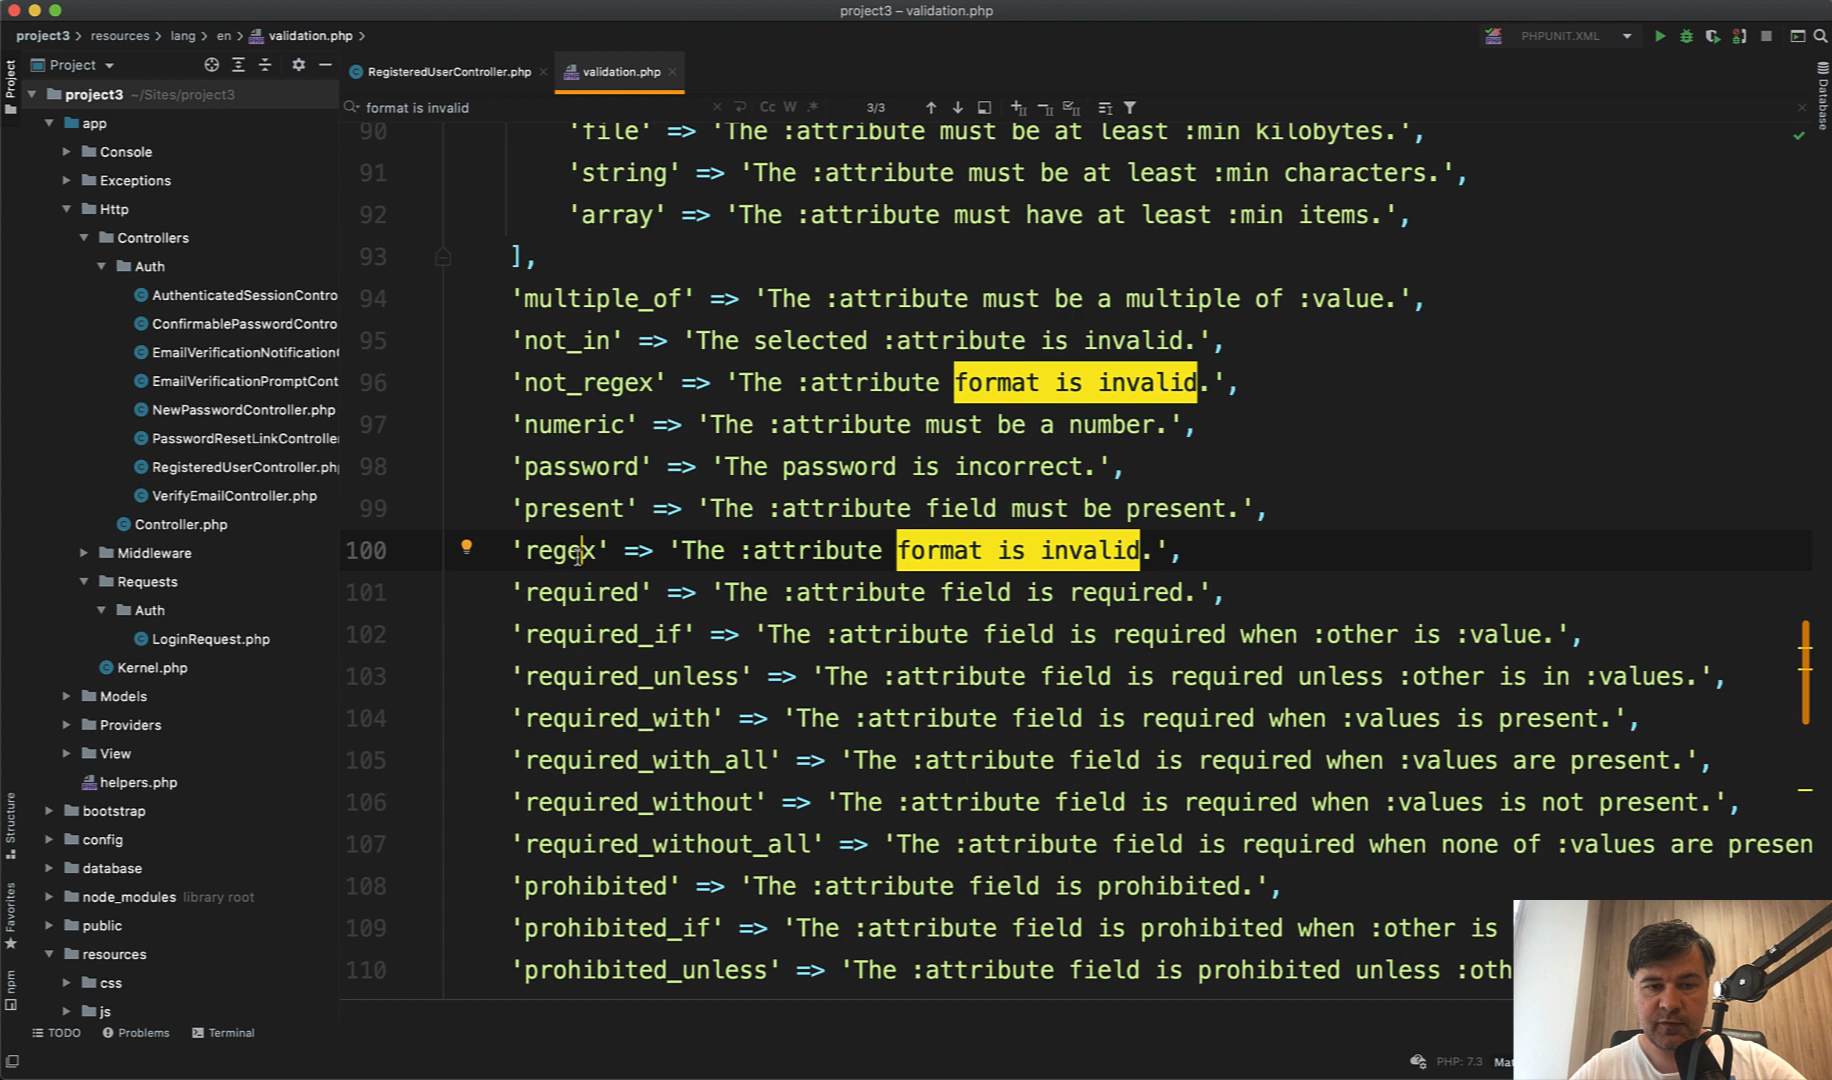 project3 – validation.php
project3 resources lang en validation.php
PHPUNIT.XML
Project
RegisteredUserController.php validation.php
project3 ~/Sites/project3
format is invalid
Cc W .* 3/3
app
Console
Exceptions
Http
Controllers
Auth
AuthenticatedSessionContro
ConfirmablePasswordContro
EmailVerificationNotification
EmailVerificationPromptCont
NewPasswordController.php
PasswordResetLinkController
RegisteredUserController.php
VerifyEmailController.php
Controller.php
Middleware
Requests
Auth
LoginRequest.php
Kernel.php
Models
Providers
View
helpers.php
bootstrap
config
database
node_modules library root
public
resources
css
js
90 'file' => 'The :attribute must be at least :min kilobytes.',
91 'string' => 'The :attribute must be at least :min characters.',
92 'array' => 'The :attribute must have at least :min items.',
93 ],
94 'multiple_of' => 'The :attribute must be a multiple of :value.',
95 'not_in' => 'The selected :attribute is invalid.',
96 'not_regex' => 'The :attribute format is invalid.',
97 'numeric' => 'The :attribute must be a number.',
98 'password' => 'The password is incorrect.',
99 'present' => 'The :attribute field must be present.',
100 'regex' => 'The :attribute format is invalid.',
101 'required' => 'The :attribute field is required.',
102 'required_if' => 'The :attribute field is required when :other is :value.',
103 'required_unless' => 'The :attribute field is required unless :other is in :values.',
104 'required_with' => 'The :attribute field is required when :values is present.',
105 'required_with_all' => 'The :attribute field is required when :values are present.',
106 'required_without' => 'The :attribute field is required when :values is not present.',
107 'required_without_all' => 'The :attribute field is required when none of :values are presen
108 'prohibited' => 'The :attribute field is prohibited.',
109 'prohibited_if' => 'The :attribute field is prohibited when :other is
110 'prohibited_unless' => 'The :attribute field is prohibited unless :oth
Project
Structure
Favorites
npm
Database
TODO Problems Terminal
PHP: 7.3 Mat